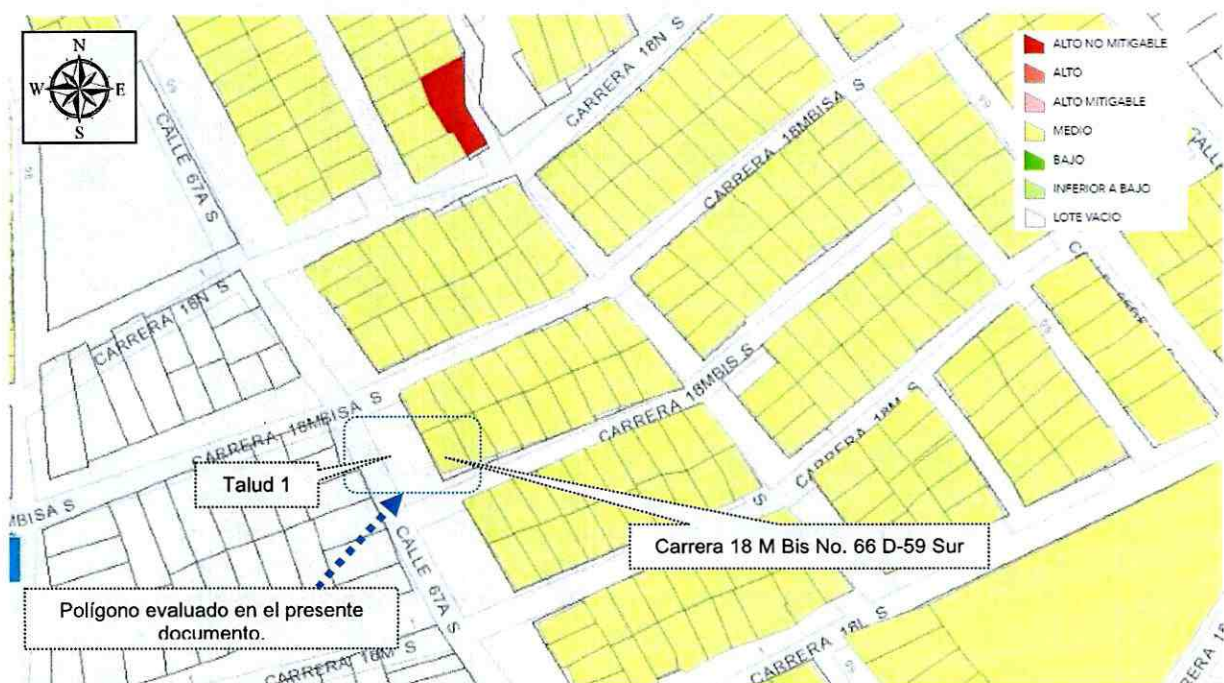 N
W E
S
ALTO NO MITIGABLE
ALTO
ALTO MITIGABLE
MEDIO
BAJO
INFERIOR A BAJO
LOTE VACIO
CARRERA 18N S
CALLE 67A S
CARRERA 18MBISA S
CARRERA 18N S
CARRERA 18MBIS S
CARRERA 18M S
CARRERA 18MBISA S
MBISA S
S
Talud 1
Carrera 18 M Bis No. 66 D-59 Sur
CALLE 67A S
Polígono evaluado en el presente
documento.
CARRERA 18M S
CARRERA 18L S